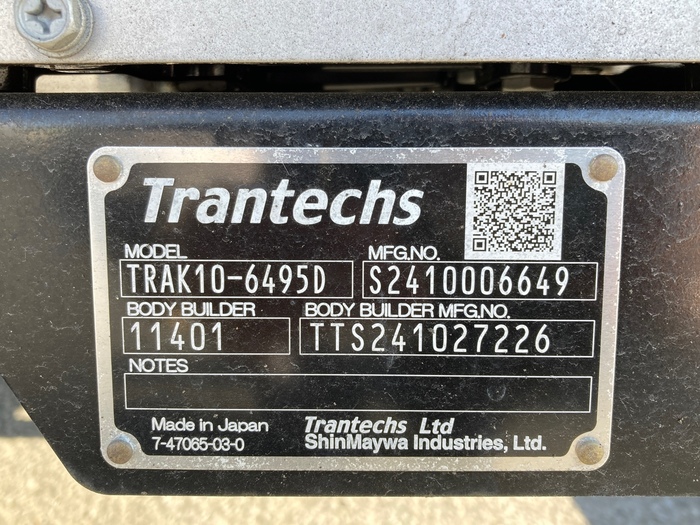 Trantechs
MODEL MFG.NO.
TRAK10-6495D S2410006649
BODY BUILDER BODY BUILDER MFG.NO.
11401 TTS241027226
NOTES
Made in Japan Trantechs Ltd
7-47065-03-0 ShinMaywa Industries, Ltd.